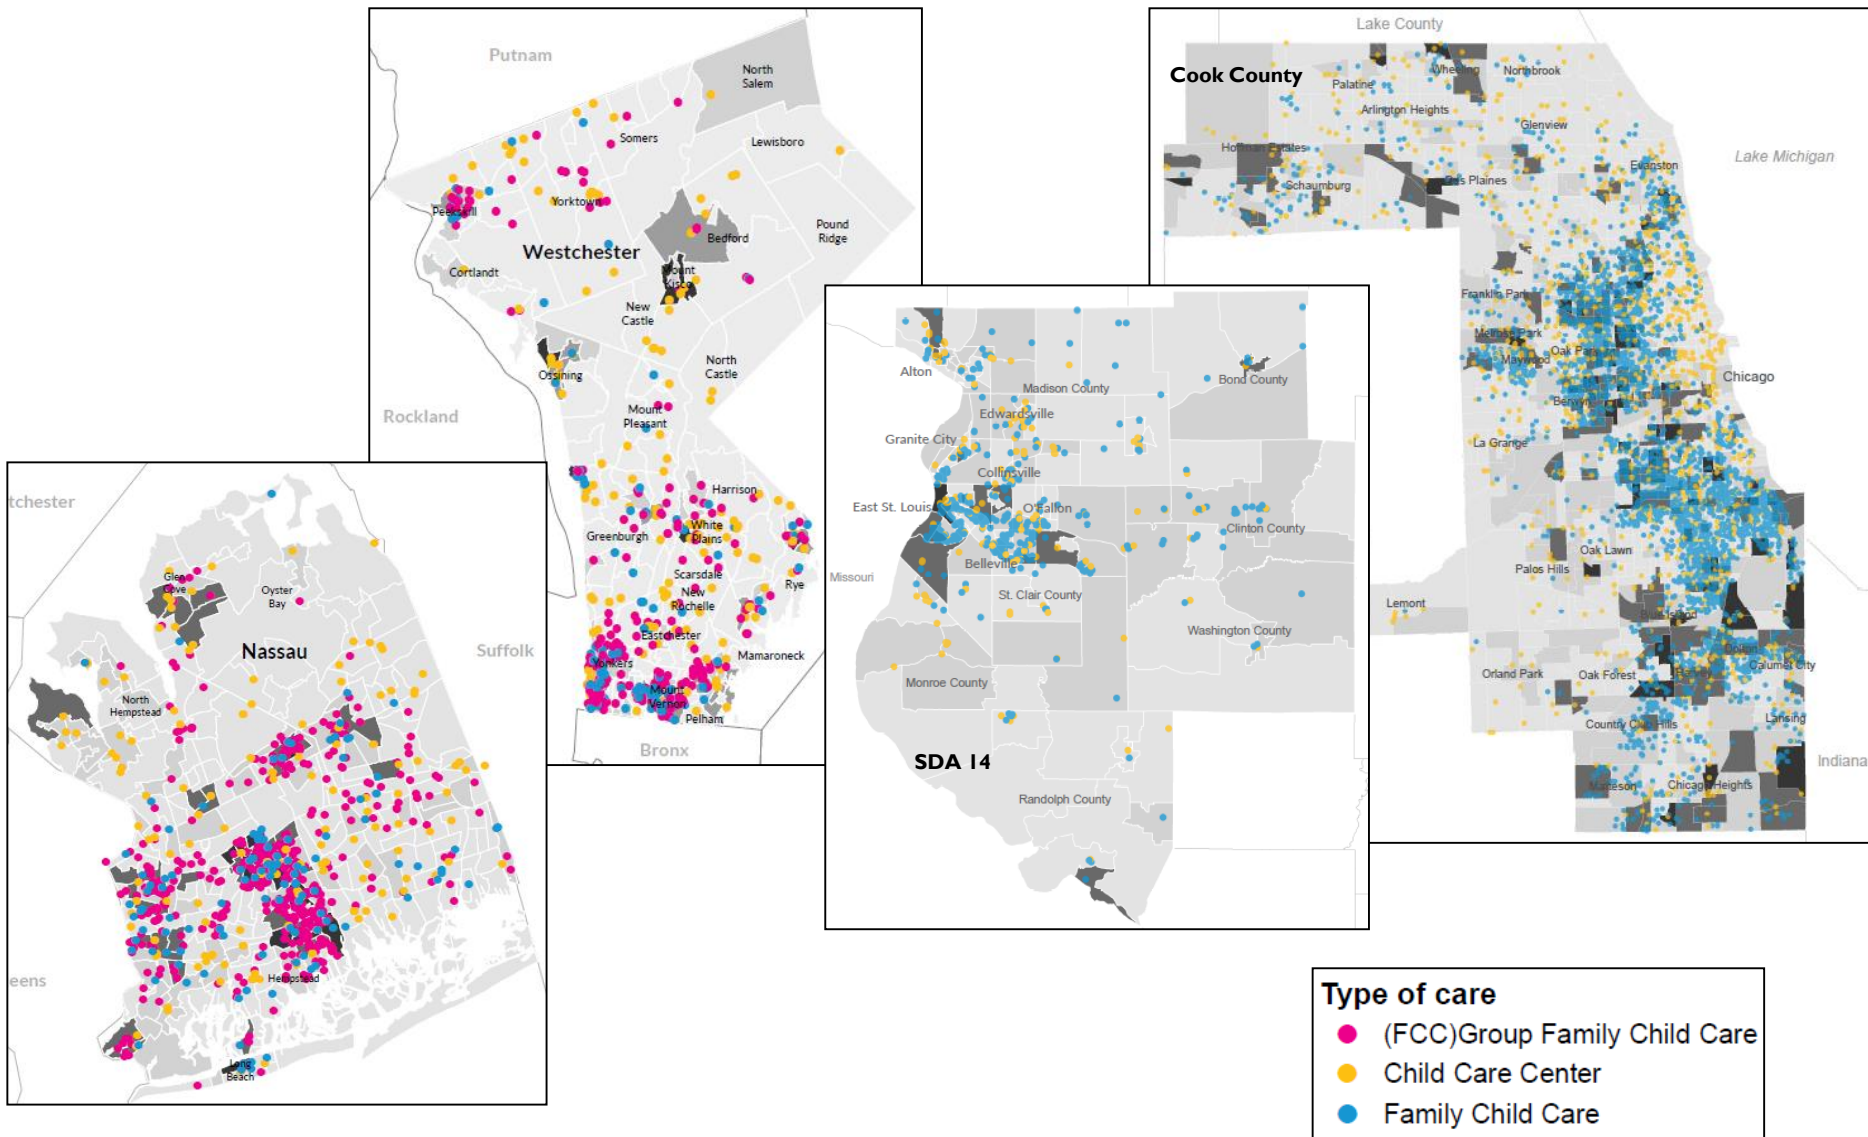 Putnam
North
Salem
Somers
Lewisboro
Peekskill
Yorktown
Pound
Ridge
Bedford
Westchester
Cortlandt
Mount
Kisco
New
Castle
North
Castle
Ossining
Rockland
Mount
Pleasant
Harrison
White
Plains
Greenburgh
Scarsdale
New
Rochelle
Rye
Eastchester
Mamaroneck
Yonkers
Mount
Vernon
Pelham
Bronx
tchester
Glen
Cove
Oyster
Bay
Nassau
Suffolk
North
Hempstead
eens
Hempstead
Long
Beach
Alton
Madison County
Bond County
Edwardsville
Granite City
Collinsville
East St. Louis
O'Fallon
Clinton County
Belleville
Missouri
St. Clair County
Washington County
Monroe County
SDA 14
Randolph County
Lake County
Cook County
Wheeling
Northbrook
Palatine
Arlington Heights
Glenview
Lake Michigan
Hoffman Estates
Evanston
Schaumburg
Des Plaines
Franklin Park
Melrose Park
Maywood
Oak Park
Chicago
Berwyn
La Grange
Oak Lawn
Palos Hills
Lemont
Blue Island
Dolton
Calumet City
Orland Park
Oak Forest
Harvey
Country Club Hills
Lansing
Indiana
Matteson
Chicago Heights
Type of care
(FCC)Group Family Child Care
Child Care Center
Family Child Care